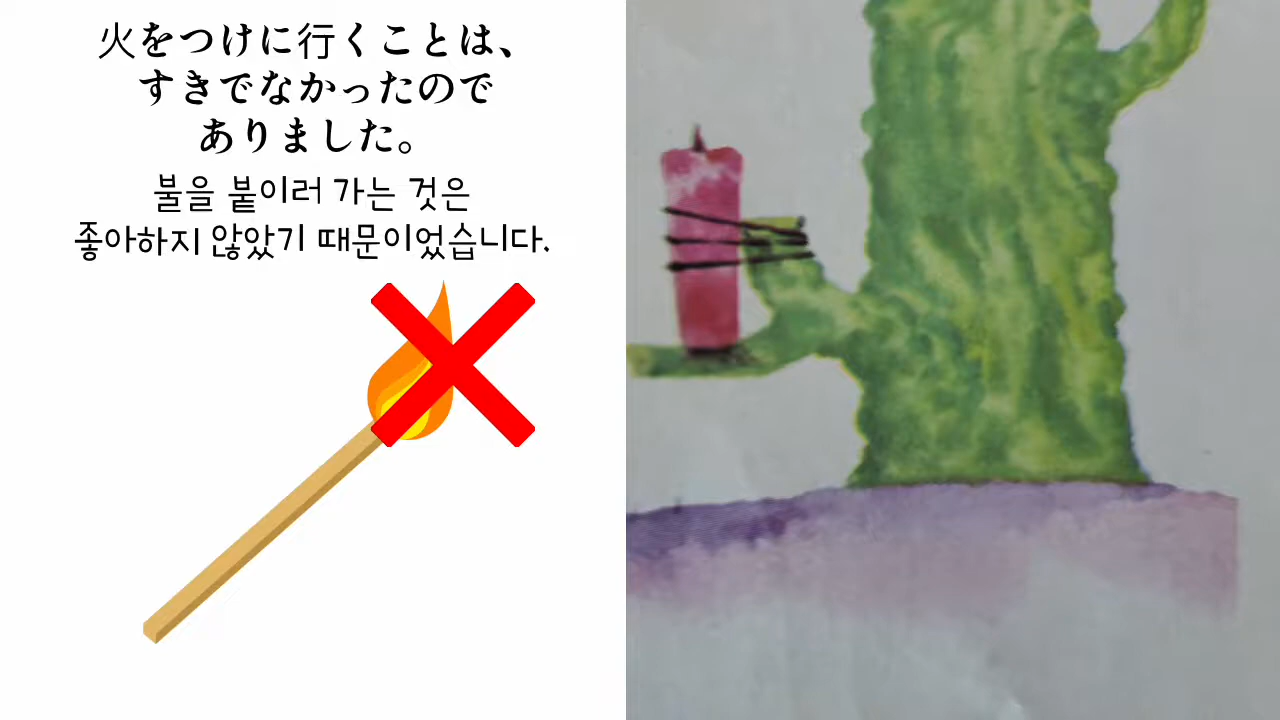 火をつけに行くことは、
すきでなかったので
ありました。
불을 붙이러 가는 것은
좋아하지 않았기 때문이었습니다.